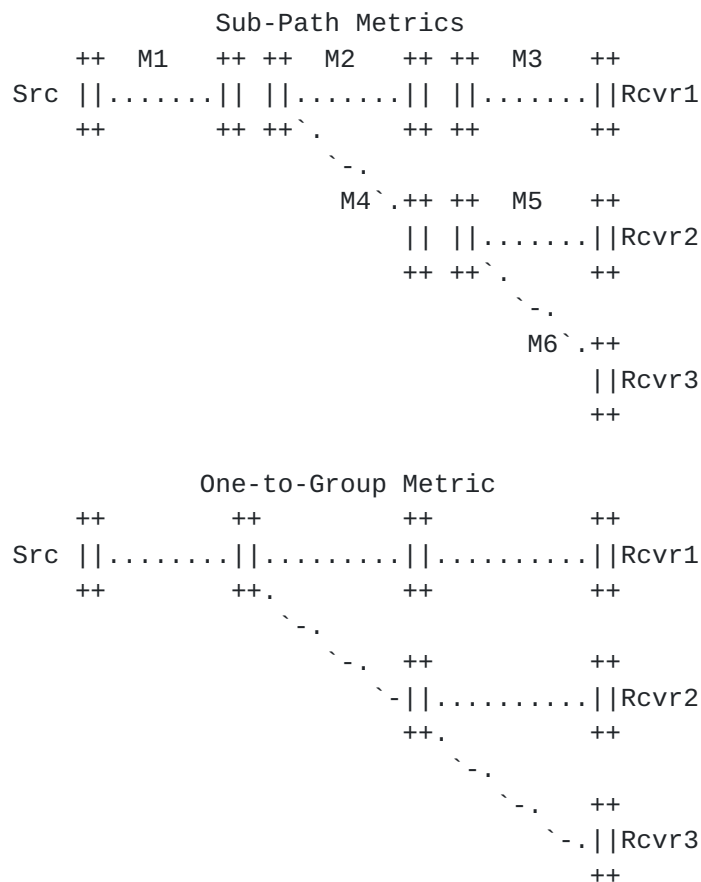 Sub-Path Metrics
    ++  M1   ++ ++  M2   ++ ++  M3   ++
Src ||.......|| ||.......|| ||.......||Rcvr1
    ++       ++ ++`.     ++ ++       ++
                    `-.
                     M4`.++ ++  M5   ++
                         || ||.......||Rcvr2
                         ++ ++`.     ++
                                `-.
                                 M6`.++
                                     ||Rcvr3
                                     ++
One-to-Group Metric
    ++        ++         ++          ++
Src ||........||.........||..........||Rcvr1
    ++        ++.        ++          ++
                 `-.
                    `-.  ++          ++
                       `-||..........||Rcvr2
                         ++.         ++
                            `-.
                               `-.   ++
                                  `-.||Rcvr3
                                     ++